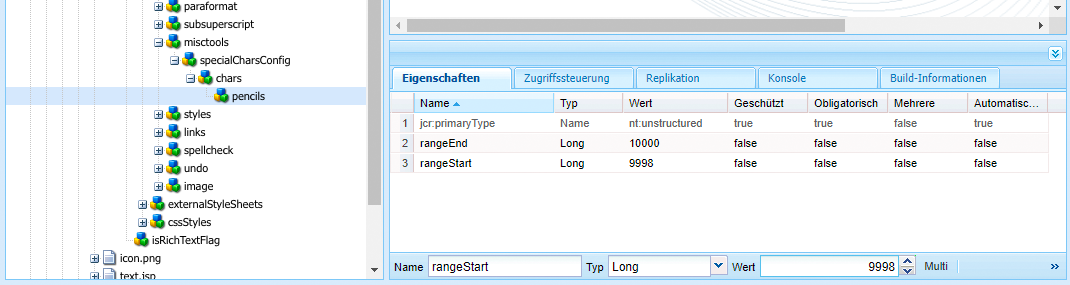 paraformat
subsuperscript
misctools
specialCharsConfig
chars
pencils
styles
links
spellcheck
undo
image
externalStyleSheets
cssStyles
isRichTextFlag
icon.png
text.jsp
Eigenschaften Zugriffssteuerung Replikation Konsole Build-Informationen
Name Typ Wert Geschützt Obligatorisch Mehrere Automatisc...
1 jcr:primaryType Name nt:unstructured true true false true
2 rangeEnd Long 10000 false false false false
3 rangeStart Long 9998 false false false false
Name rangeStart Typ Long Wert 9998 Multi »